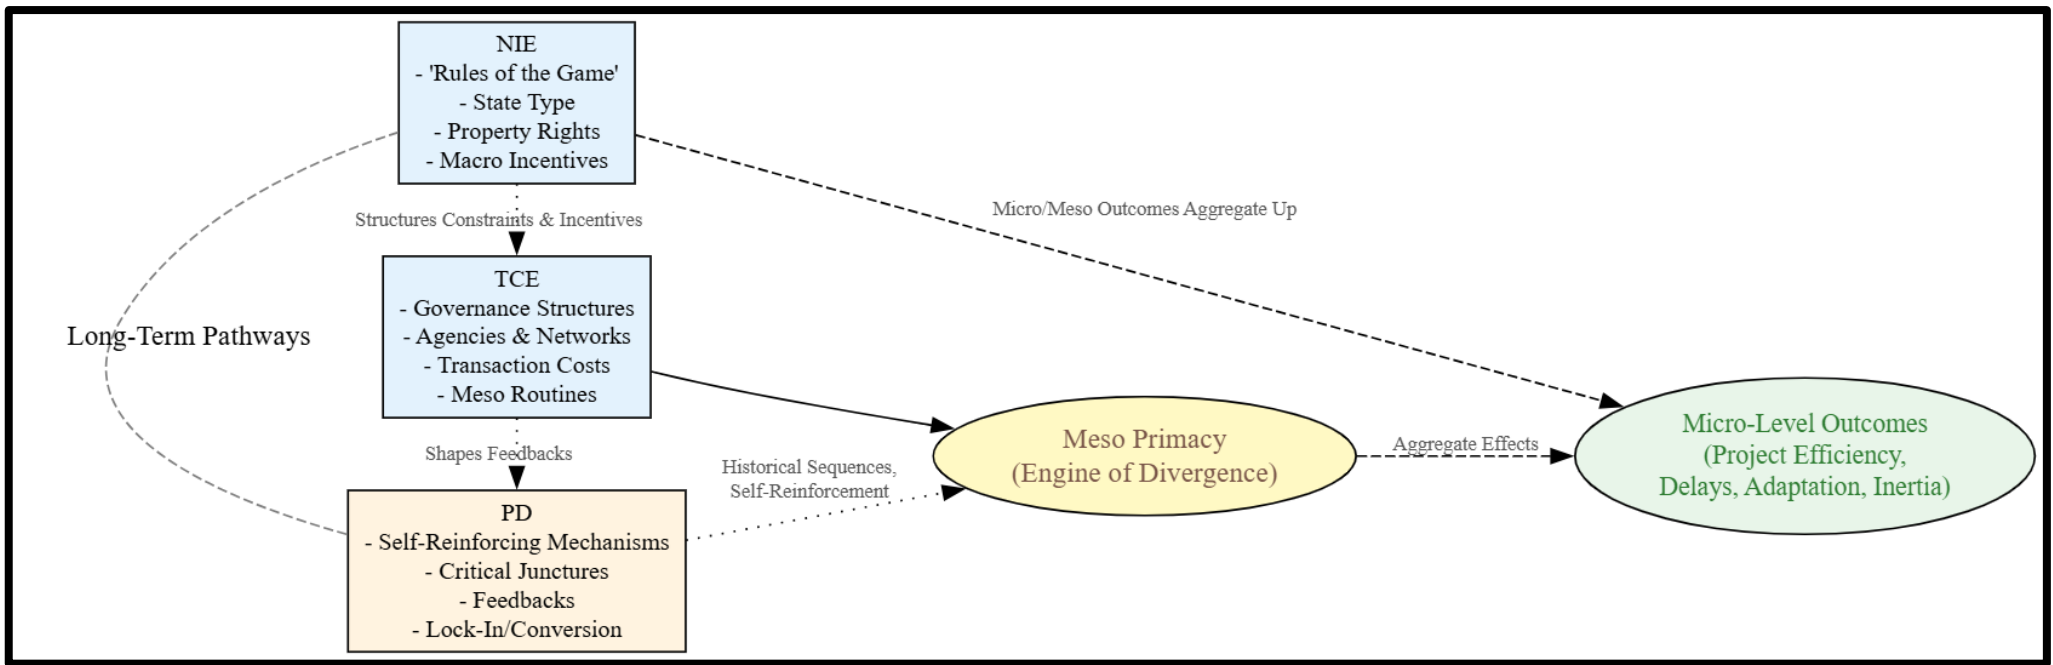 NIE
- 'Rules of the Game'
- State Type
- Property Rights
- Macro Incentives
Structures Constraints & Incentives
Micro/Meso Outcomes Aggregate Up
TCE
- Governance Structures
- Agencies & Networks
- Transaction Costs
- Meso Routines
Long-Term Pathways
Shapes Feedbacks
PD
- Self-Reinforcing Mechanisms
- Critical Junctures
- Feedbacks
- Lock-In/Conversion
Historical Sequences,
Self-Reinforcement
Meso Primacy
(Engine of Divergence)
Aggregate Effects
Micro-Level Outcomes
(Project Efficiency,
Delays, Adaptation, Inertia)